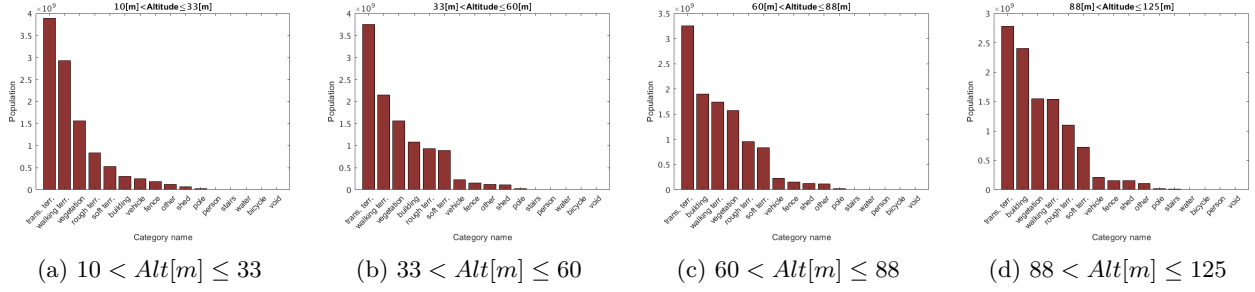 ×10⁹
10[m]<Altitude≤33[m]
4
3.5
3
2.5
2
1.5
1
0.5
0
Population
trans. terr.
walking terr.
vegetation
rough terr.
soft terr.
building
vehicle
fence
other
shed
pole
person
stairs
water
bicycle
void
Category name
(a) 10 < Alt[m] ≤ 33
×10⁹
33[m]<Altitude≤60[m]
4
3.5
3
2.5
2
1.5
1
0.5
0
Population
trans. terr.
walking terr.
vegetation
building
rough terr.
soft terr.
vehicle
fence
other
shed
pole
stairs
person
water
bicycle
void
Category name
(b) 33 < Alt[m] ≤ 60
×10⁹
60[m]<Altitude≤88[m]
3.5
3
2.5
2
1.5
1
0.5
0
Population
trans. terr.
building
walking terr.
vegetation
rough terr.
soft terr.
vehicle
fence
shed
other
pole
stairs
person
water
bicycle
void
Category name
(c) 60 < Alt[m] ≤ 88
×10⁹
88[m]<Altitude≤125[m]
3
2.5
2
1.5
1
0.5
0
Population
trans. terr.
building
vegetation
walking terr.
rough terr.
soft terr.
vehicle
fence
shed
other
pole
stairs
water
bicycle
person
void
Category name
(d) 88 < Alt[m] ≤ 125